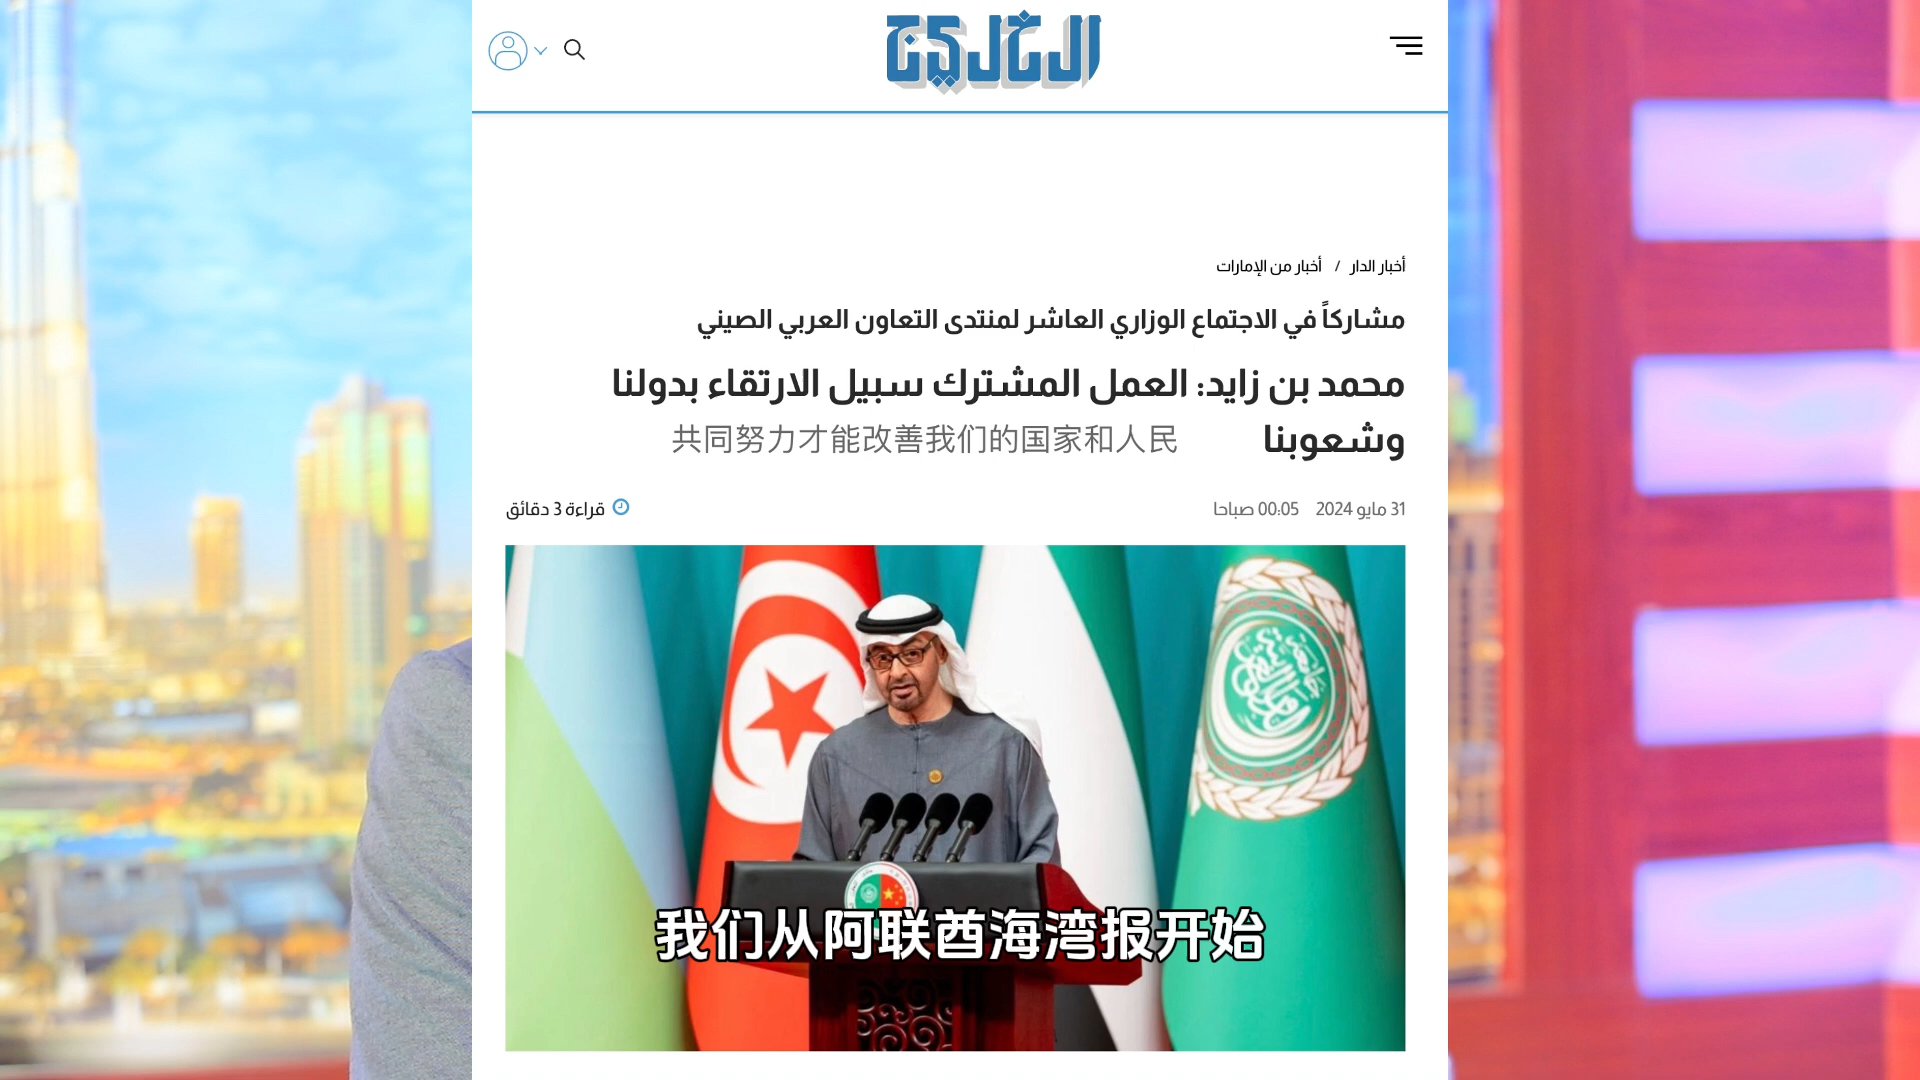 الخليج
أخبار الدار / أخبار من الإمارات
مشاركاً في الاجتماع الوزاري العاشر لمنتدى التعاون العربي الصيني
محمد بن زايد: العمل المشترك سبيل الارتقاء بدولنا
وشعوبنا
共同努力才能改善我们的国家和人民
31 مايو 2024 00:05 صباحا
قراءة 3 دقائق
我们从阿联酋海湾报开始